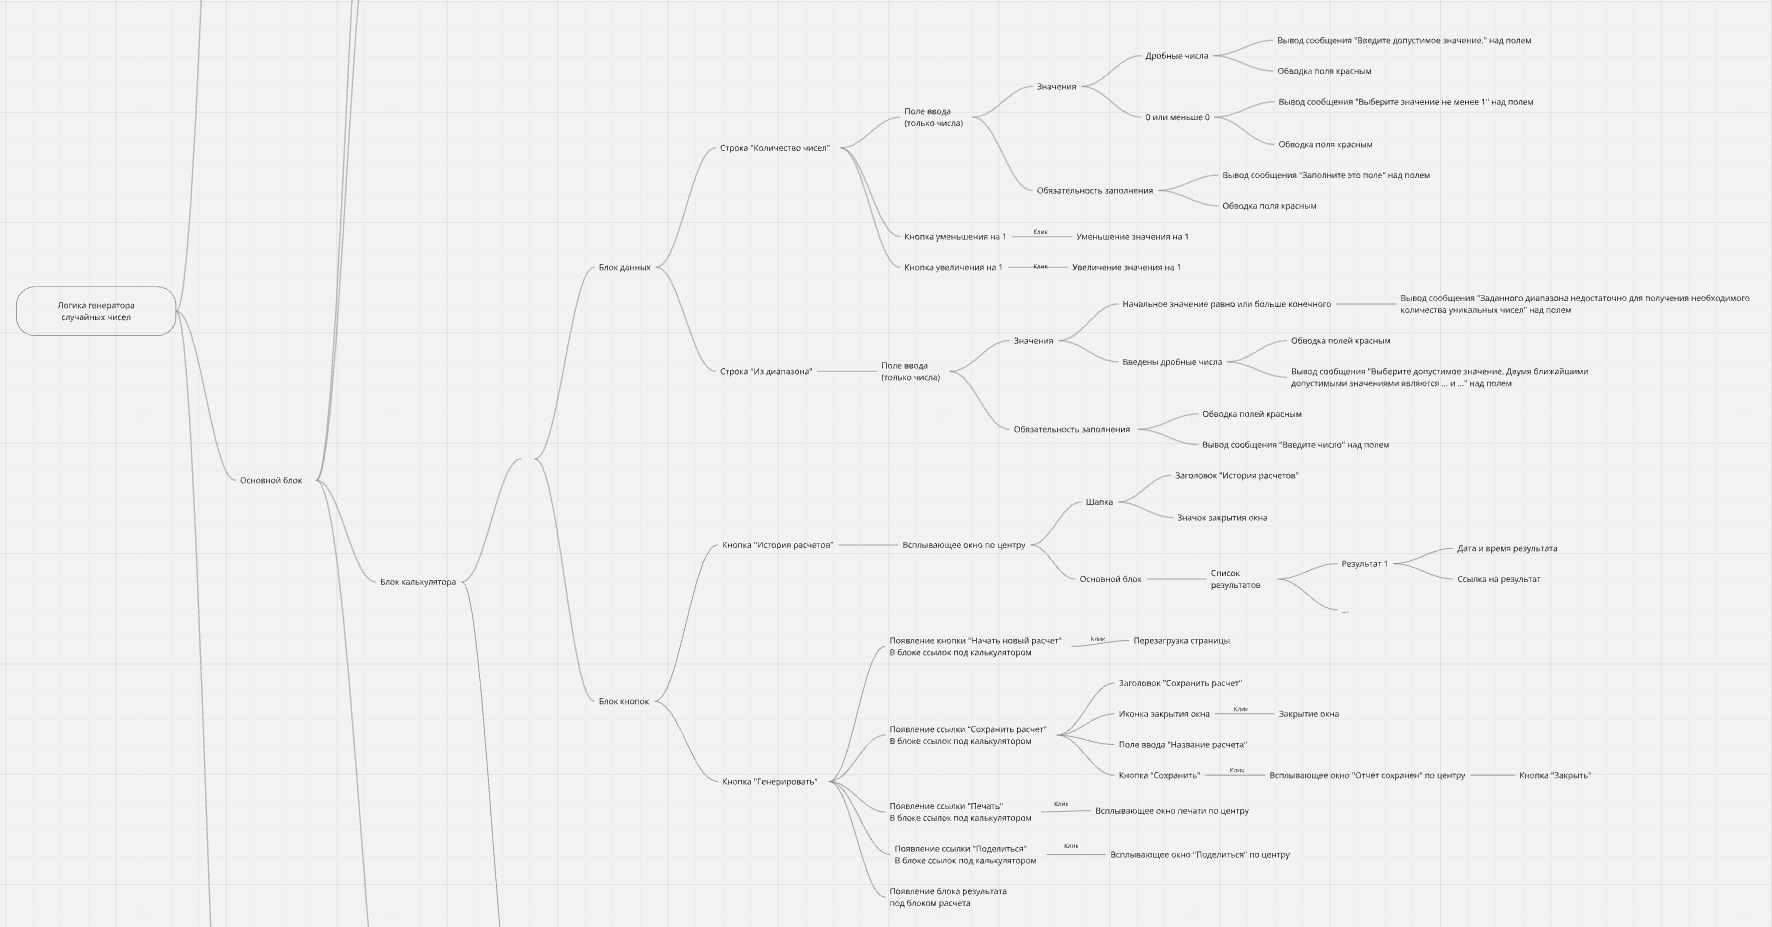 Логика генератора
случайных чисел
Основной блок
Блок калькулятора
Блок данных
Строка "Количество чисел"
Поле ввода
(только числа)
Значения
Дробные числа
Вывод сообщения "Введите допустимое значение." над полем
Обводка поля красным
0 или меньше 0
Вывод сообщения "Выберите значение не менее 1" над полем
Обводка поля красным
Обязательность заполнения
Вывод сообщения "Заполните это поле" над полем
Обводка поля красным
Кнопка уменьшения на 1
Клик
Уменьшение значения на 1
Кнопка увеличения на 1
Клик
Увеличение значения на 1
Строка "Из диапазона"
Поле ввода
(только числа)
Значения
Начальное значение равно или больше конечного
Вывод сообщения "Заданного диапазона недостаточно для получения необходимого
количества уникальных чисел" над полем
Введены дробные числа
Обводка полей красным
Вывод сообщения "Выберите допустимое значение. Двумя ближайшими
допустимыми значениями являются ... и ..." над полем
Обязательность заполнения
Обводка полей красным
Вывод сообщения "Введите число" над полем
Блок кнопок
Кнопка "История расчетов"
Всплывающее окно по центру
Шапка
Заголовок "История расчетов"
Значок закрытия окна
Основной блок
Список
результатов
Результат 1
Дата и время результата
Ссылка на результат
...
Кнопка "Генерировать"
Появление кнопки "Начать новый расчет"
В блоке ссылок под калькулятором
Клик
Перезагрузка страницы
Появление ссылки "Сохранить расчет"
В блоке ссылок под калькулятором
Заголовок "Сохранить расчет"
Иконка закрытия окна
Клик
Закрытие окна
Поле ввода "Название расчета"
Кнопка "Сохранить"
Клик
Всплывающее окно "Отчет сохранен" по центру
Кнопка "Закрыть"
Появление ссылки "Печать"
В блоке ссылок под калькулятором
Клик
Всплывающее окно печати по центру
Появление ссылки "Поделиться"
В блоке ссылок под калькулятором
Клик
Всплывающее окно "Поделиться" по центру
Появление блока результата
под блоком расчета